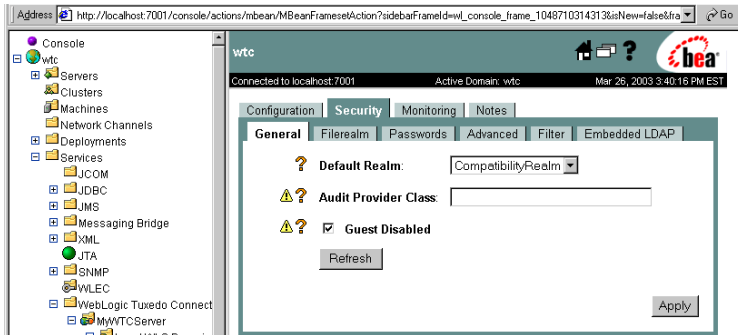 Address http://localhost:7001/console/actions/mbean/MBeanFramesetAction?sidebarFrameId=wl_console_frame_1048710314313&isNew=false&fra Go
Console
wtc
Servers
Clusters
Machines
Network Channels
Deployments
Services
JCOM
JDBC
JMS
Messaging Bridge
XML
JTA
SNMP
WLEC
WebLogic Tuxedo Connect
MyWTCServer
wtc
? bea
Connected to localhost:7001 Active Domain: wtc Mar 26, 2003 3:40:16 PM EST
Configuration Security Monitoring Notes
General Filerealm Passwords Advanced Filter Embedded LDAP
? Default Realm: CompatibilityRealm
? Audit Provider Class:
? Guest Disabled
Refresh
Apply